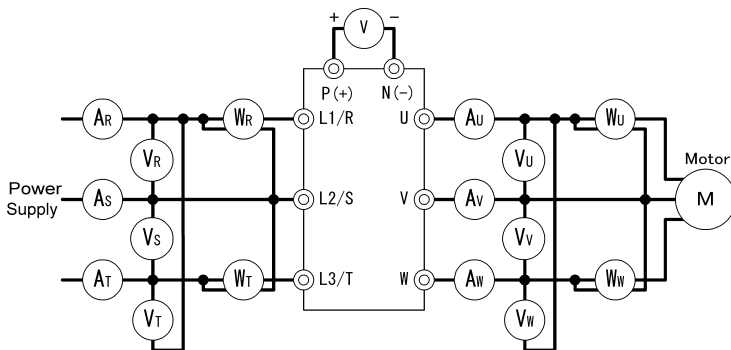 + V −
P(+) N(−)
AR WR L1/R U AU WU
VR VU Motor
Power Supply AS L2/S V AV M
VS VV
AT WT L3/T W AW WW
VT VW